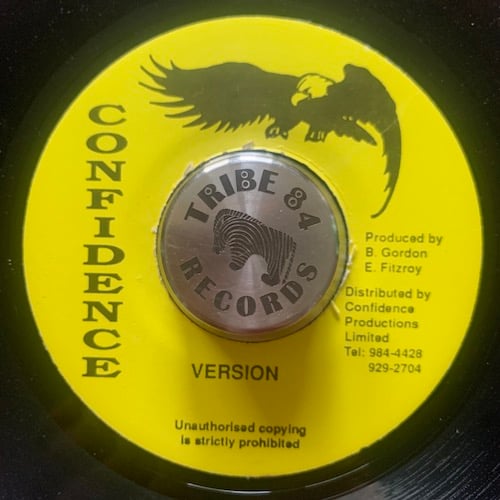 CONFIDENCE
TRIBE 84
RECORDS
Produced by
B. Gordon
E. Fitzroy
Distributed by
Confidence
Productions
Limited
Tel: 984-4428
929-2704
VERSION
Unauthorised copying
is strictly prohibited